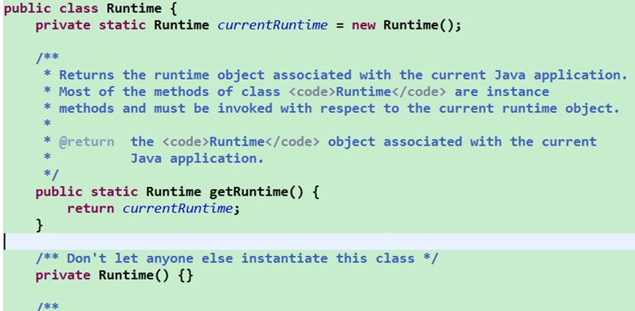 public class Runtime {
    private static Runtime currentRuntime = new Runtime();
    /**
     * Returns the runtime object associated with the current Java application.
     * Most of the methods of class <code>Runtime</code> are instance
     * methods and must be invoked with respect to the current runtime object.
     *
     * @return  the <code>Runtime</code> object associated with the current
     *          Java application.
     */
    public static Runtime getRuntime() {
        return currentRuntime;
    }
    /** Don't let anyone else instantiate this class */
    private Runtime() {}
    /**